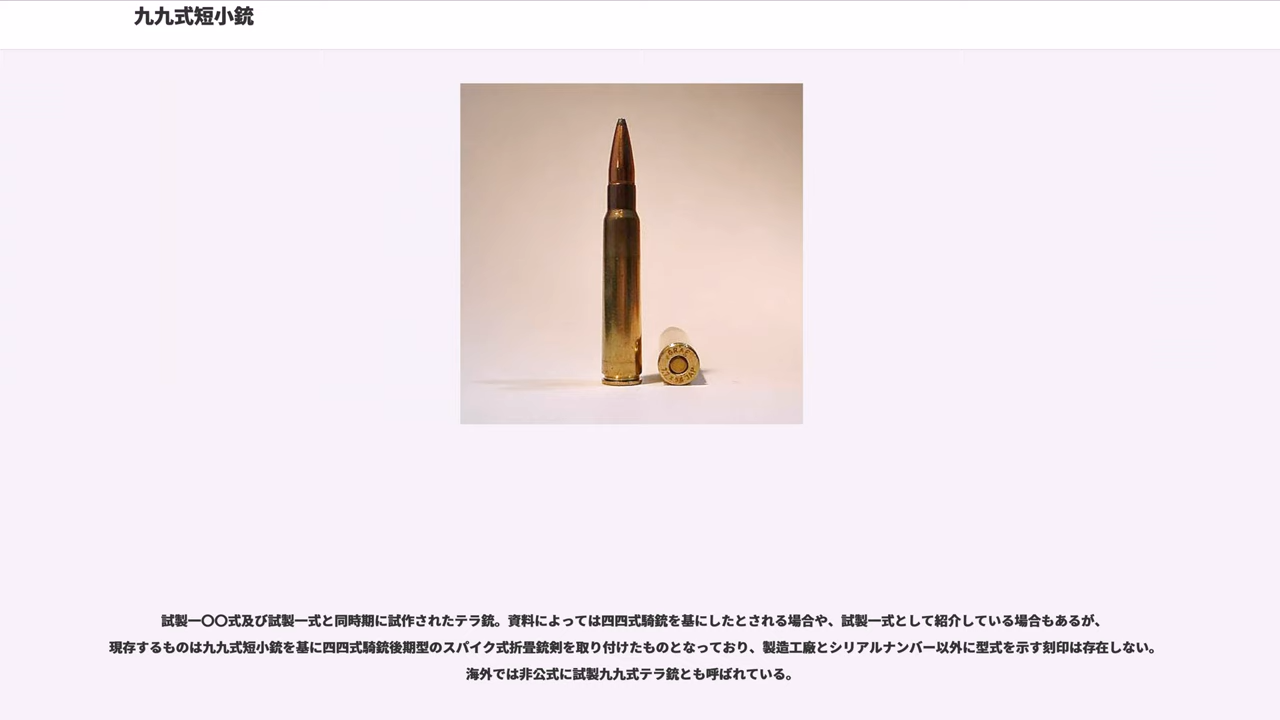 九九式短小銃
試製一〇〇式及び試製一式と同時期に試作されたテラ銃。資料によっては四四式騎銃を基にしたとされる場合や、試製一式として紹介している場合もあるが、
現存するものは九九式短小銃を基に四四式騎銃後期型のスパイク式折畳銃剣を取り付けたものとなっており、製造工廠とシリアルナンバー以外に型式を示す刻印は存在しない。
海外では非公式に試製九九式テラ銃とも呼ばれている。